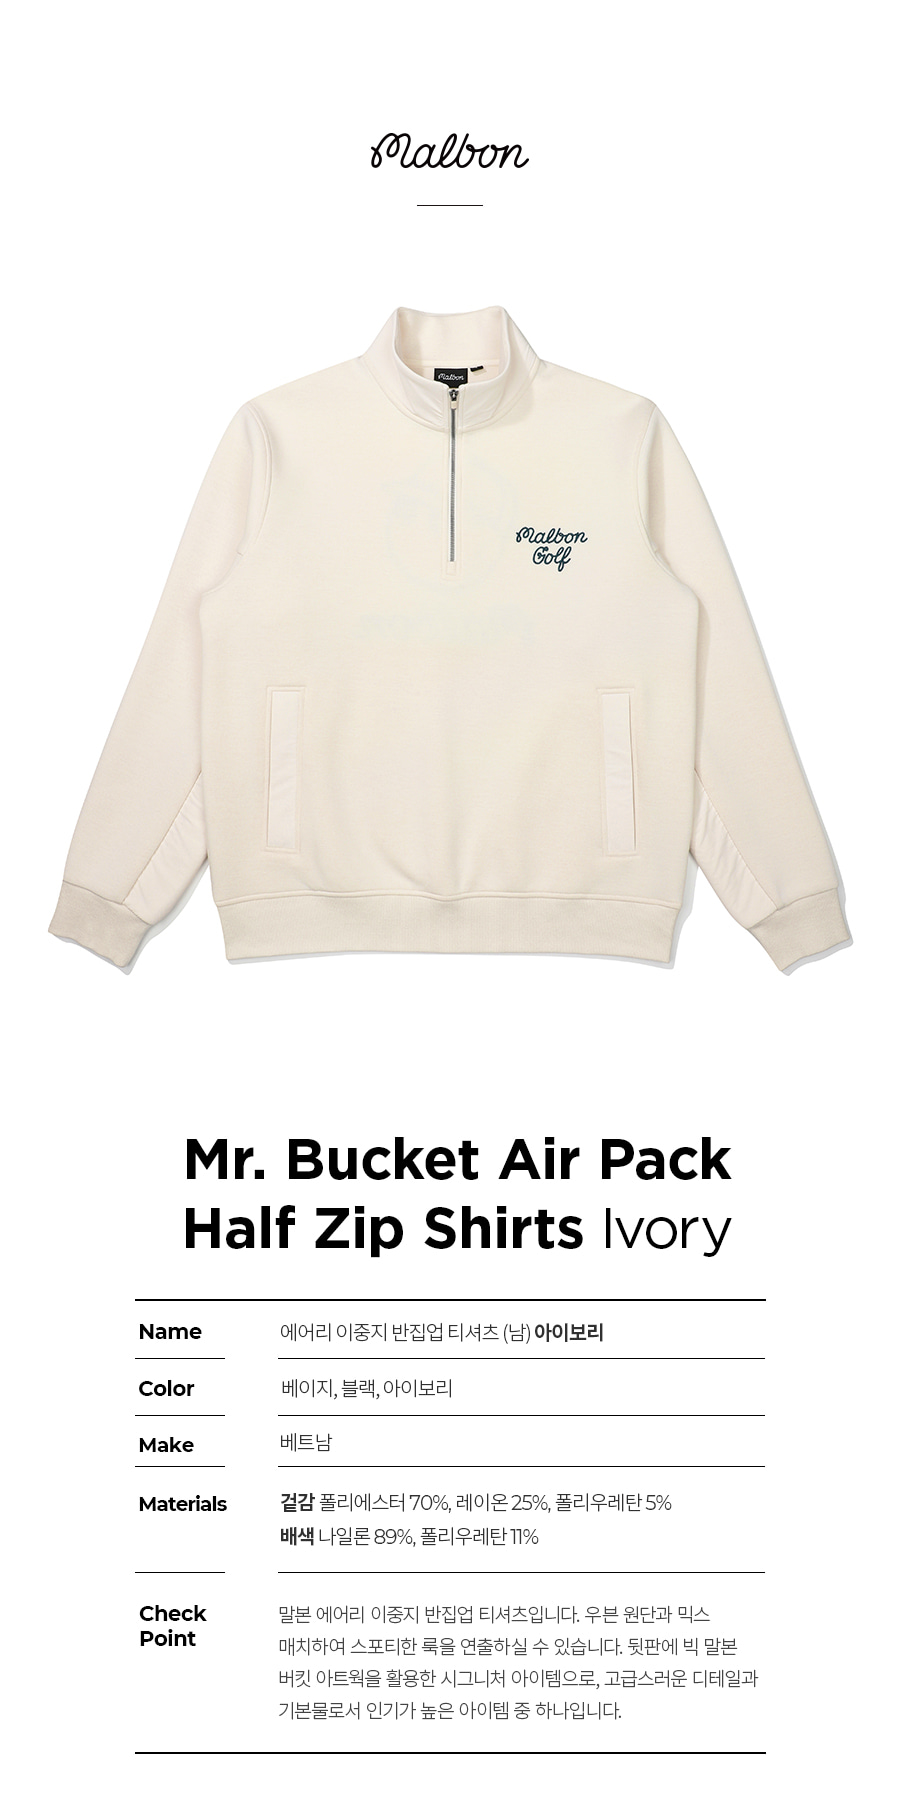 Malbon
Malbon
Malbon
Golf
Mr. Bucket Air Pack
Half Zip Shirts Ivory
Name 에어리 이중지 반집업 티셔츠 (남) 아이보리
Color 베이지, 블랙, 아이보리
Make 베트남
Materials 겉감 폴리에스터 70%, 레이온 25%, 폴리우레탄 5%
배색 나일론 89%, 폴리우레탄 11%
Check
Point
말본 에어리 이중지 반집업 티셔츠입니다. 우븐 원단과 믹스
매치하여 스포티한 룩을 연출하실 수 있습니다. 뒷판에 빅 말본
버킷 아트웍을 활용한 시그니처 아이템으로, 고급스러운 디테일과
기본물로서 인기가 높은 아이템 중 하나입니다.